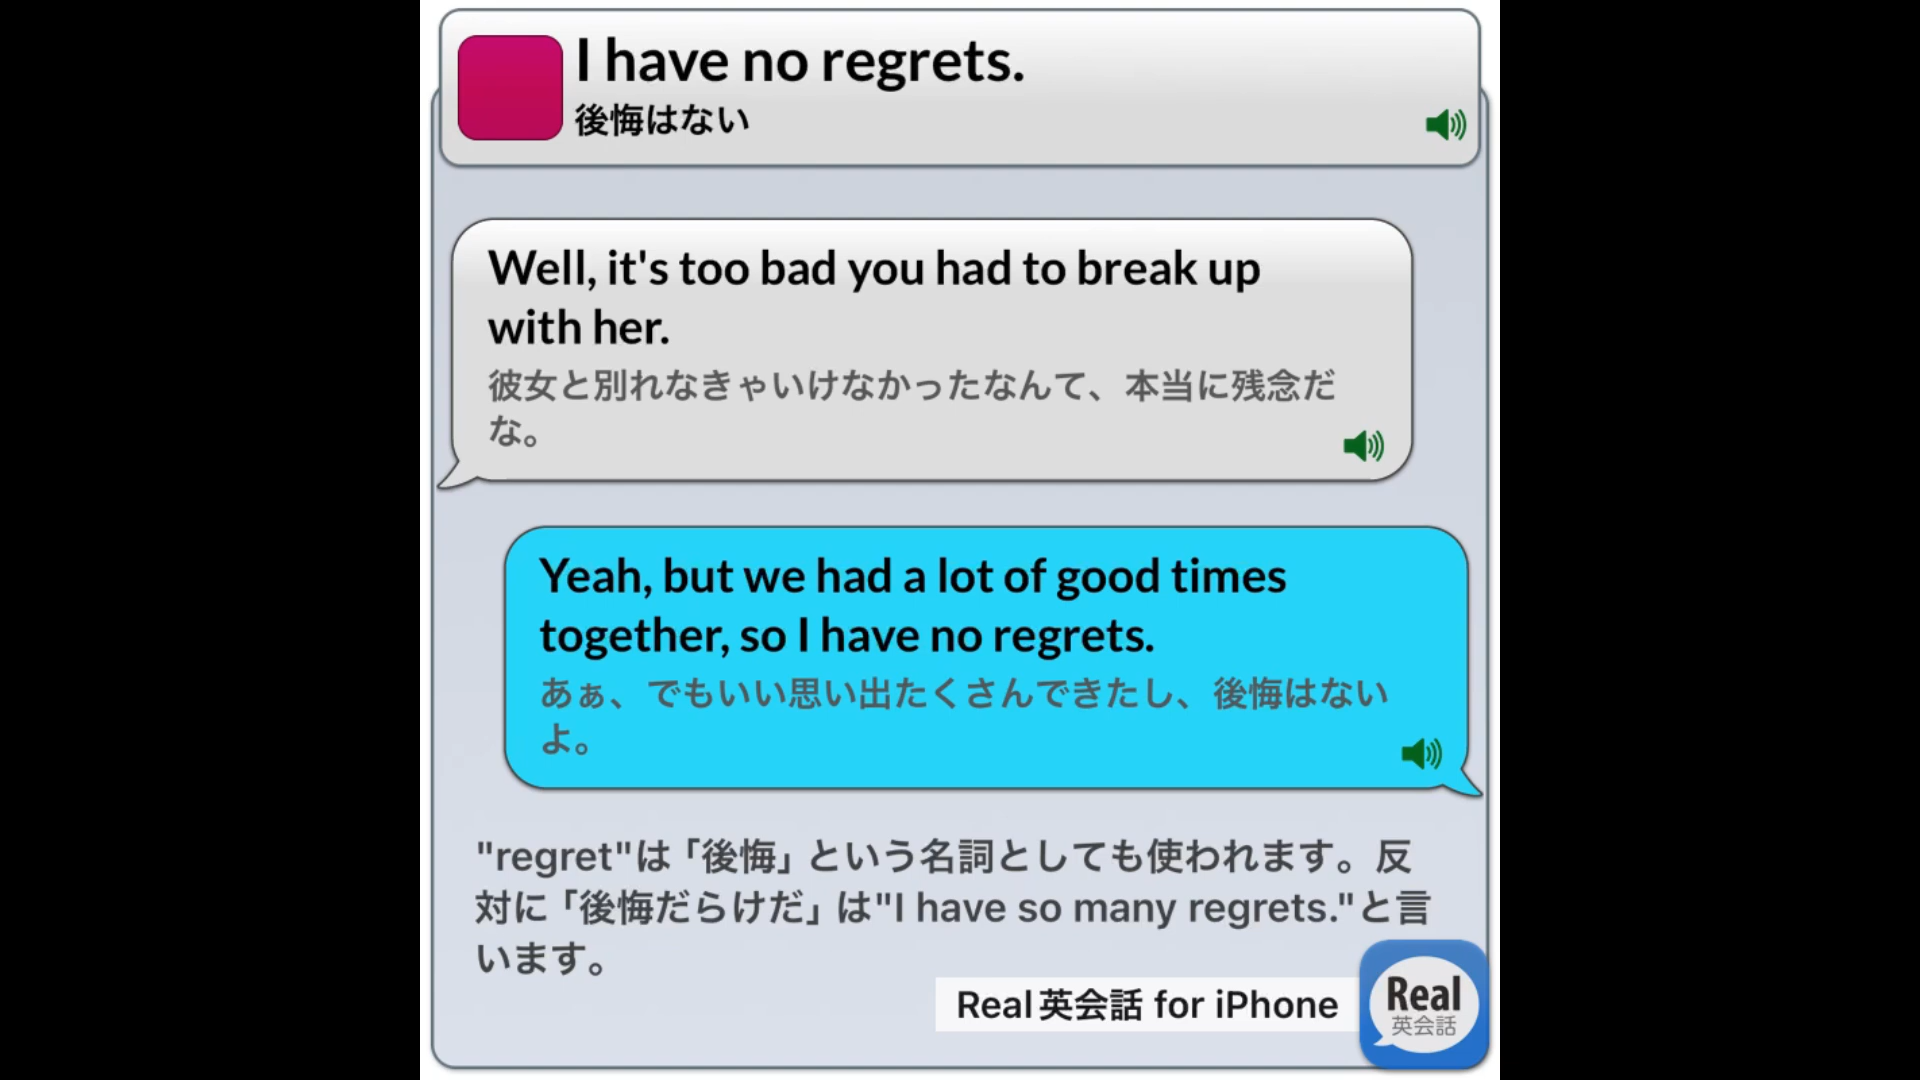 I have no regrets.
後悔はない
Well, it's too bad you had to break up
with her.
彼女と別れなきゃいけなかったなんて、本当に残念だ
な。
Yeah, but we had a lot of good times
together, so I have no regrets.
あぁ、でもいい思い出たくさんできたし、後悔はない
よ。
"regret"は「後悔」という名詞としても使われます。反
対に「後悔だらけだ」は"I have so many regrets."と言
います。
Real英会話 for iPhone
Real
英会話